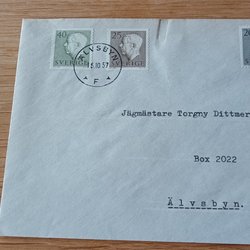 40
SVERIGE
25
SVERIGE
ÄLVSBYN
15.10.57
F
Jägmästare Torgny Dittmer
Box 2022
Älvsbyn.